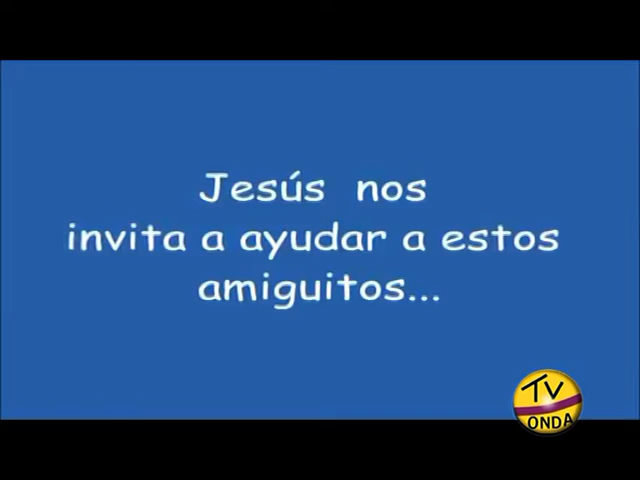 Jesús nos
invita a ayudar a estos
amiguitos...
TV
ONDA